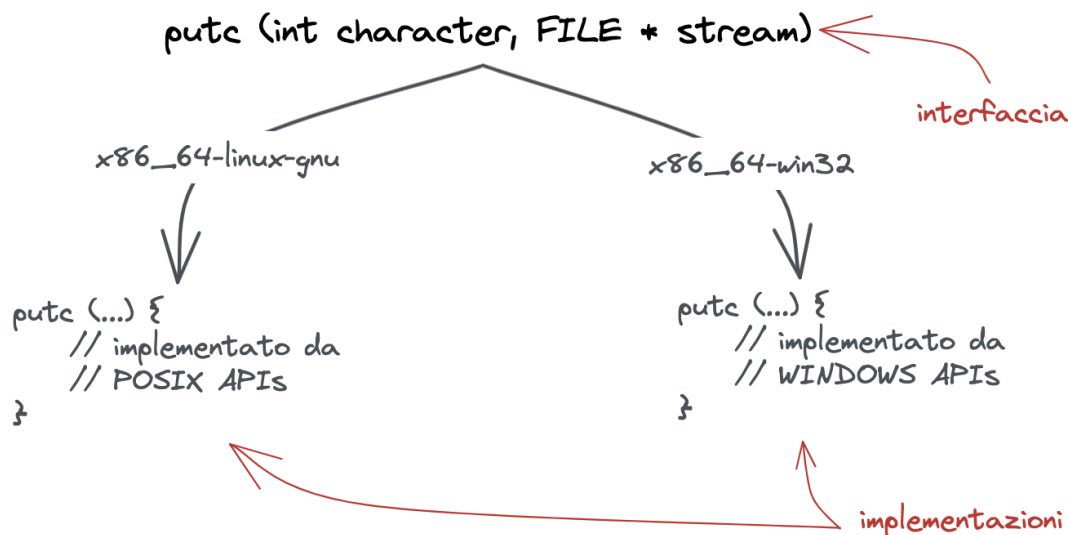 putc (int character, FILE * stream)
interfaccia
x86_64-linux-gnu
x86_64-win32
putc (...) {
// implementato da
// POSIX APIs
}
putc (...) {
// implementato da
// WINDOWS APIs
}
implementazioni